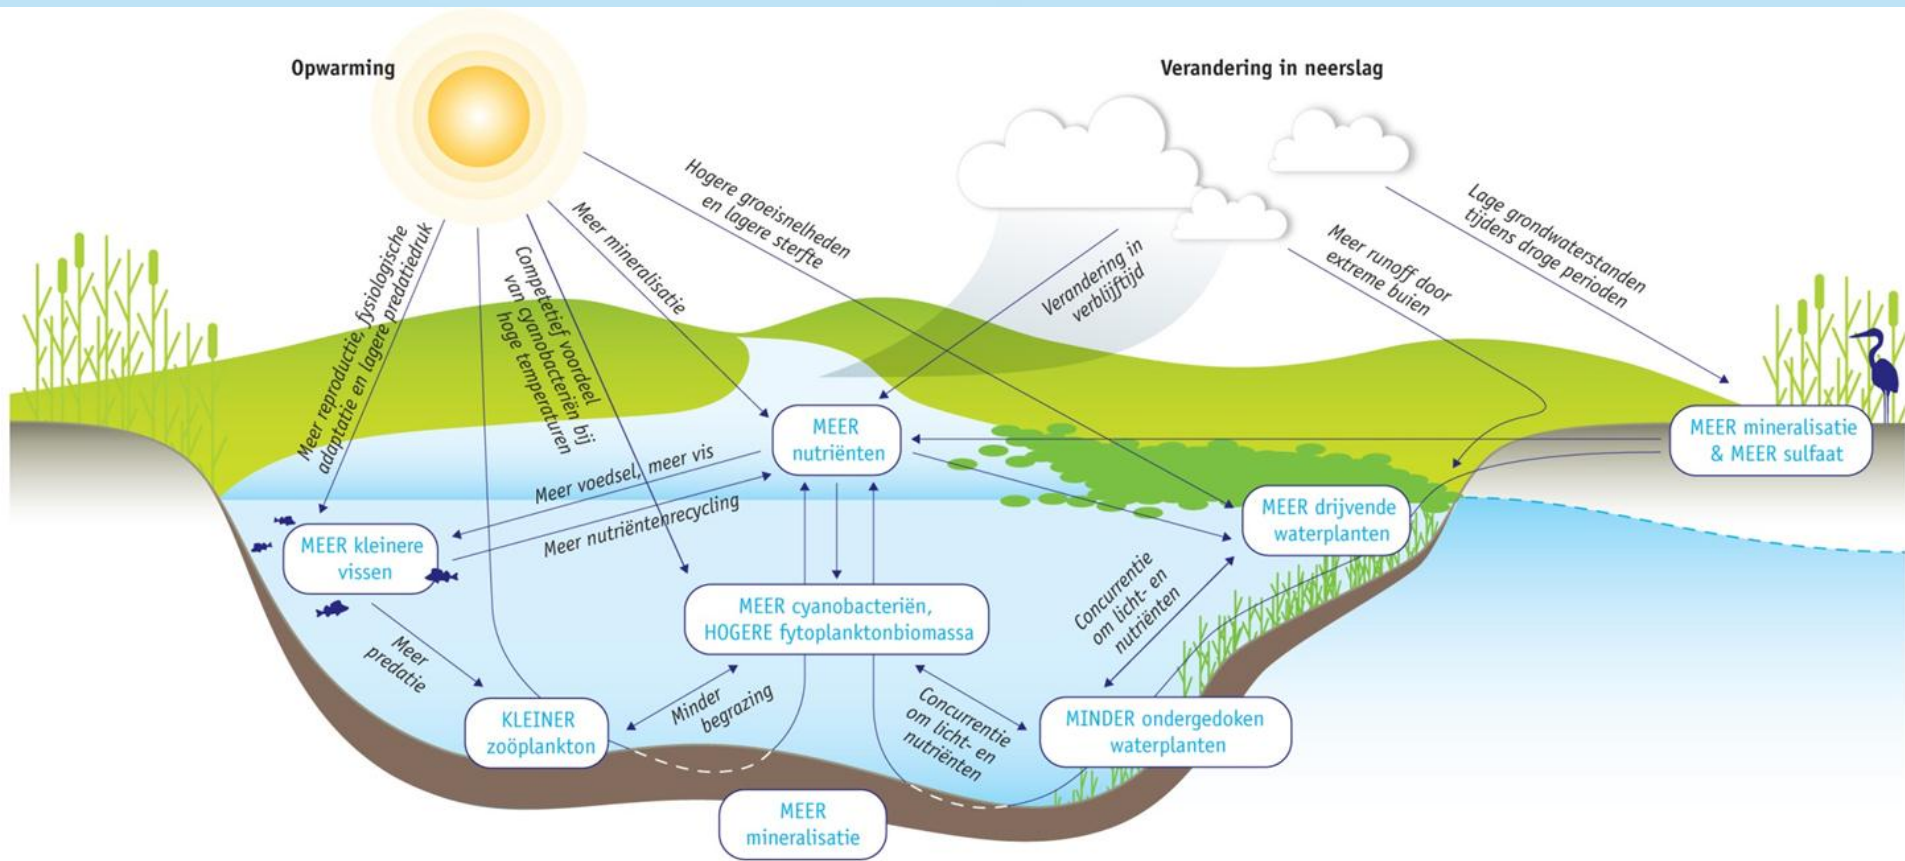 Opwarming
Verandering in neerslag
Meer reproductie, fysiologische
adaptatie en lagere predatiedruk
Competetief voordeel
van cyanobacteriën bij
hoge temperaturen
Meer mineralisatie
Hogere groeisnelheden
en lagere sterfte
Verandering in
verblijftijd
Meer runoff door
extreme buien
Lage grondwaterstanden
tijdens droge perioden
MEER
nutriënten
MEER mineralisatie
& MEER sulfaat
Meer voedsel, meer vis
Meer nutriëntenrecycling
MEER drijvende
waterplanten
MEER kleinere
vissen
MEER cyanobacteriën,
HOGERE fytoplanktonbiomassa
Concurrentie
om licht- en
nutriënten
Meer
predatie
Minder
begrazing
Concurrentie
om licht- en
nutriënten
KLEINER
zoöplankton
MINDER ondergedoken
waterplanten
MEER
mineralisatie